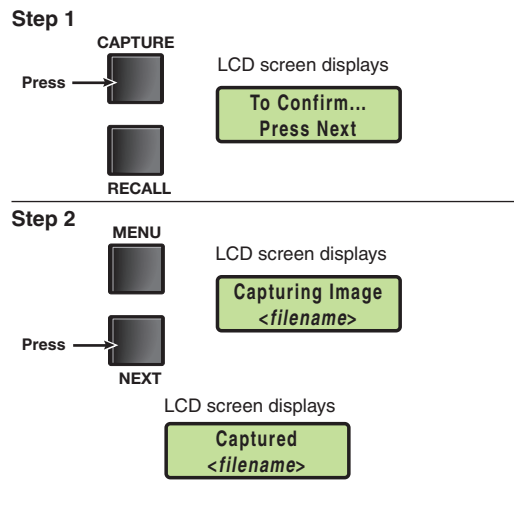 Step 1
CAPTURE
Press
LCD screen displays
To Confirm...
Press Next
RECALL
Step 2
MENU
LCD screen displays
Capturing Image
<filename>
Press
NEXT
LCD screen displays
Captured
<filename>